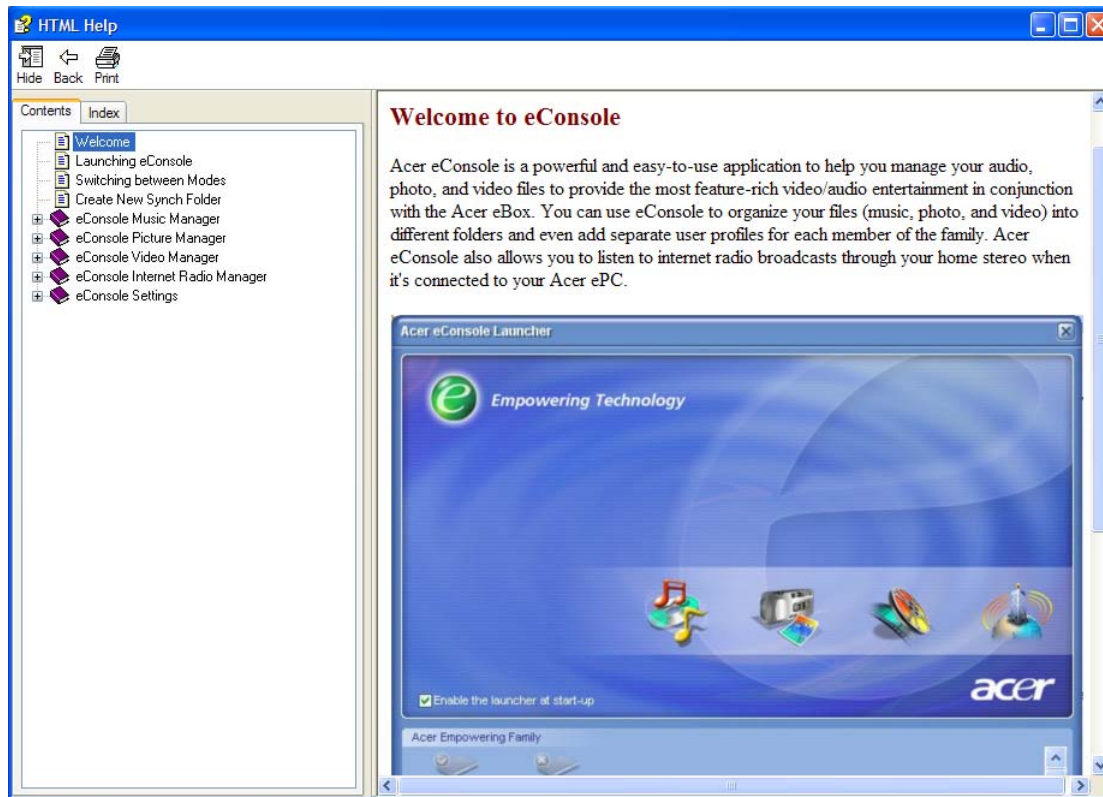 HTML Help
Hide Back Print
Contents Index
Welcome
Launching eConsole
Switching between Modes
Create New Synch Folder
eConsole Music Manager
eConsole Picture Manager
eConsole Video Manager
eConsole Internet Radio Manager
eConsole Settings
Welcome to eConsole
Acer eConsole is a powerful and easy-to-use application to help you manage your audio,
photo, and video files to provide the most feature-rich video/audio entertainment in conjunction
with the Acer eBox. You can use eConsole to organize your files (music, photo, and video) into
different folders and even add separate user profiles for each member of the family. Acer
eConsole also allows you to listen to internet radio broadcasts through your home stereo when
it's connected to your Acer ePC.
Acer eConsole Launcher
e Empowering Technology
acer
Enable the launcher at start-up
Acer Empowering Family